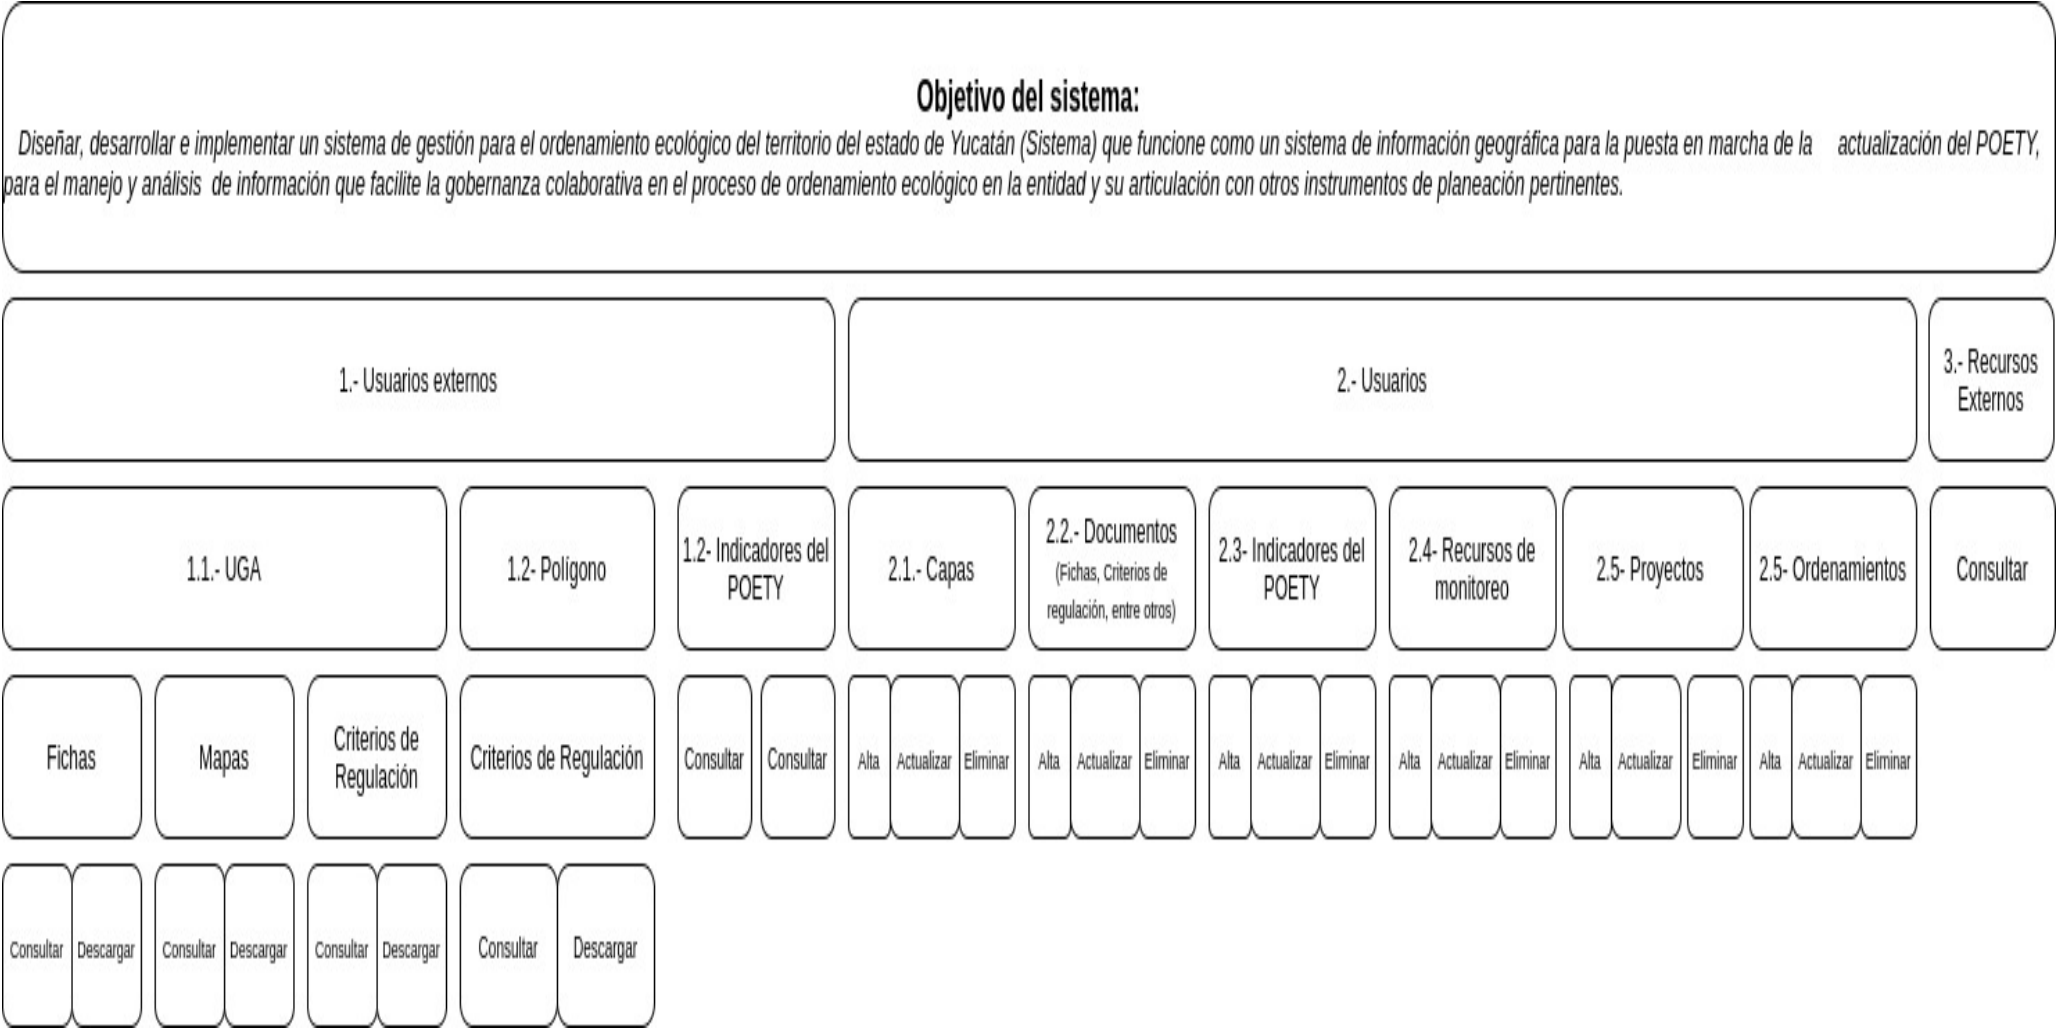 Objetivo del sistema:
Diseñar, desarrollar e implementar un sistema de gestión para el ordenamiento ecológico del territorio del estado de Yucatán (Sistema) que funcione como un sistema de información geográfica para la puesta en marcha de la actualización del POETY,
para el manejo y análisis de información que facilite la gobernanza colaborativa en el proceso de ordenamiento ecológico en la entidad y su articulación con otros instrumentos de planeación pertinentes.
1.- Usuarios externos
2.- Usuarios
3.- Recursos
Externos
1.1.- UGA
1.2- Polígono
1.2- Indicadores del
POETY
2.1.- Capas
2.2.- Documentos
(Fichas, Criterios de
regulación, entre otros)
2.3- Indicadores del
POETY
2.4- Recursos de
monitoreo
2.5- Proyectos
2.5- Ordenamientos
Consultar
Fichas
Mapas
Criterios de
Regulación
Criterios de Regulación
Consultar
Consultar
Alta
Actualizar
Eliminar
Alta
Actualizar
Eliminar
Alta
Actualizar
Eliminar
Alta
Actualizar
Eliminar
Alta
Actualizar
Eliminar
Alta
Actualizar
Eliminar
Consultar
Descargar
Consultar
Descargar
Consultar
Descargar
Consultar
Descargar